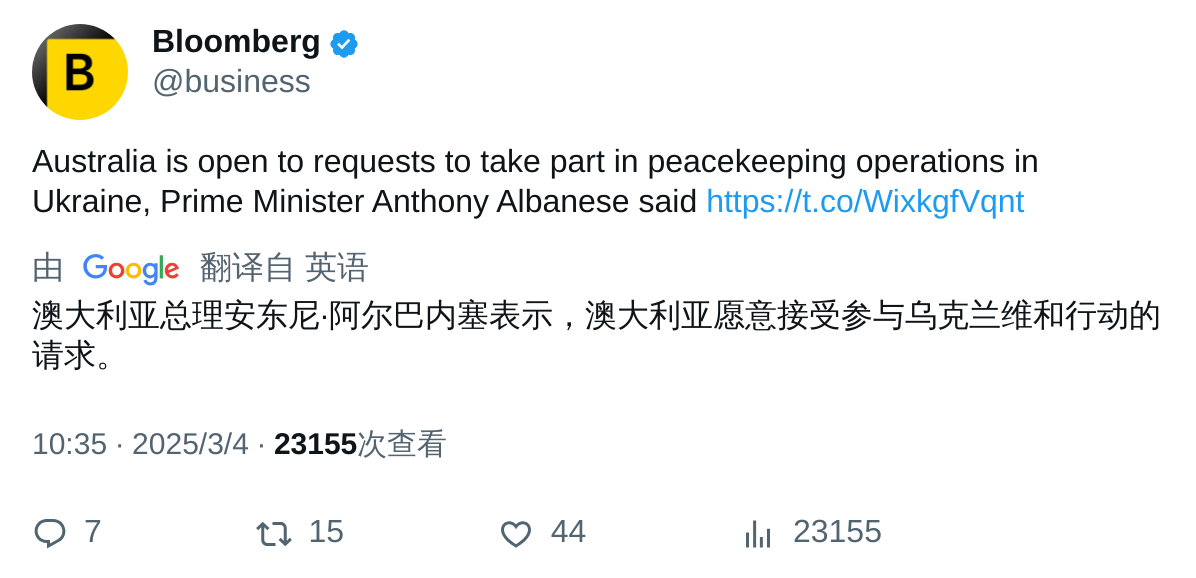 B
Bloomberg
@business
Australia is open to requests to take part in peacekeeping operations in
Ukraine, Prime Minister Anthony Albanese said https://t.co/WixkgfVqnt
由 Google 翻译自 英语
澳大利亚总理安东尼·阿尔巴内塞表示，澳大利亚愿意接受参与乌克兰维和行动的
请求。
10:35 · 2025/3/4 · 23155次查看
7 15 44 23155